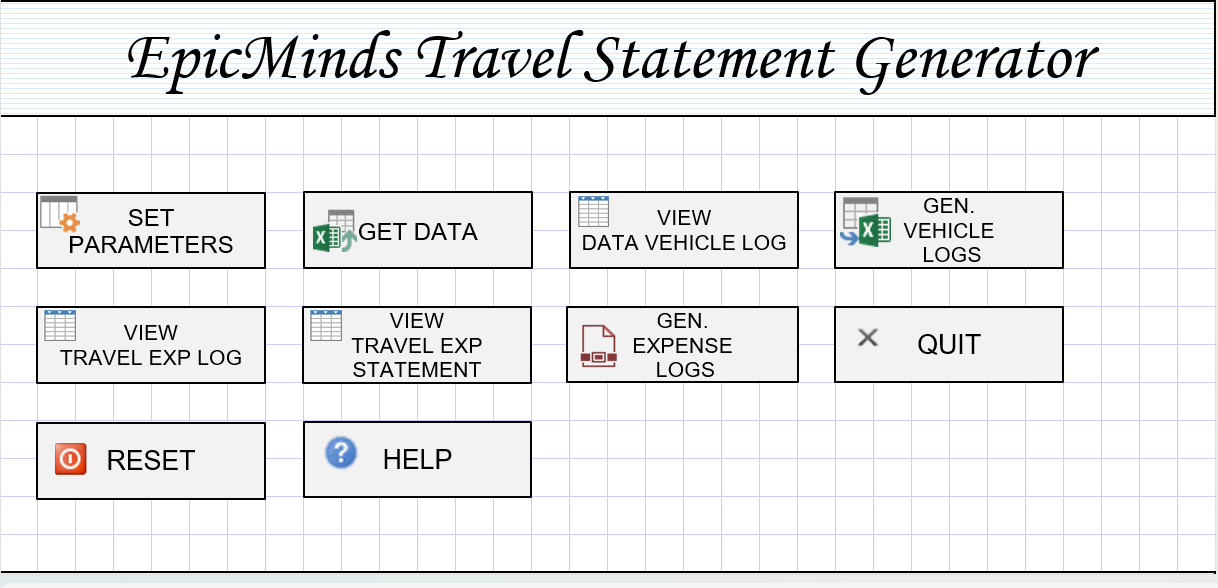 EpicMinds Travel Statement Generator
SET
PARAMETERS
GET DATA
VIEW
DATA VEHICLE LOG
GEN.
VEHICLE
LOGS
VIEW
TRAVEL EXP LOG
VIEW
TRAVEL EXP
STATEMENT
GEN.
EXPENSE
LOGS
QUIT
RESET
HELP